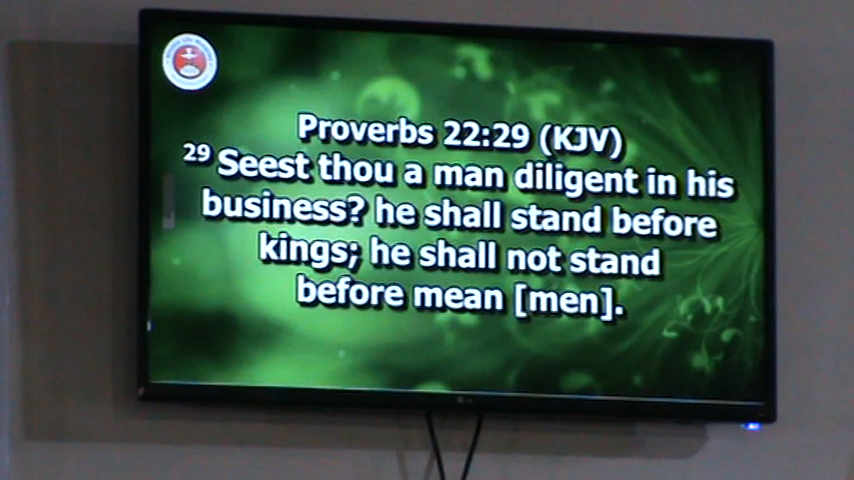 Proverbs 22:29 (KJV)
29 Seest thou a man diligent in his
business? he shall stand before
kings; he shall not stand
before mean [men].
LG